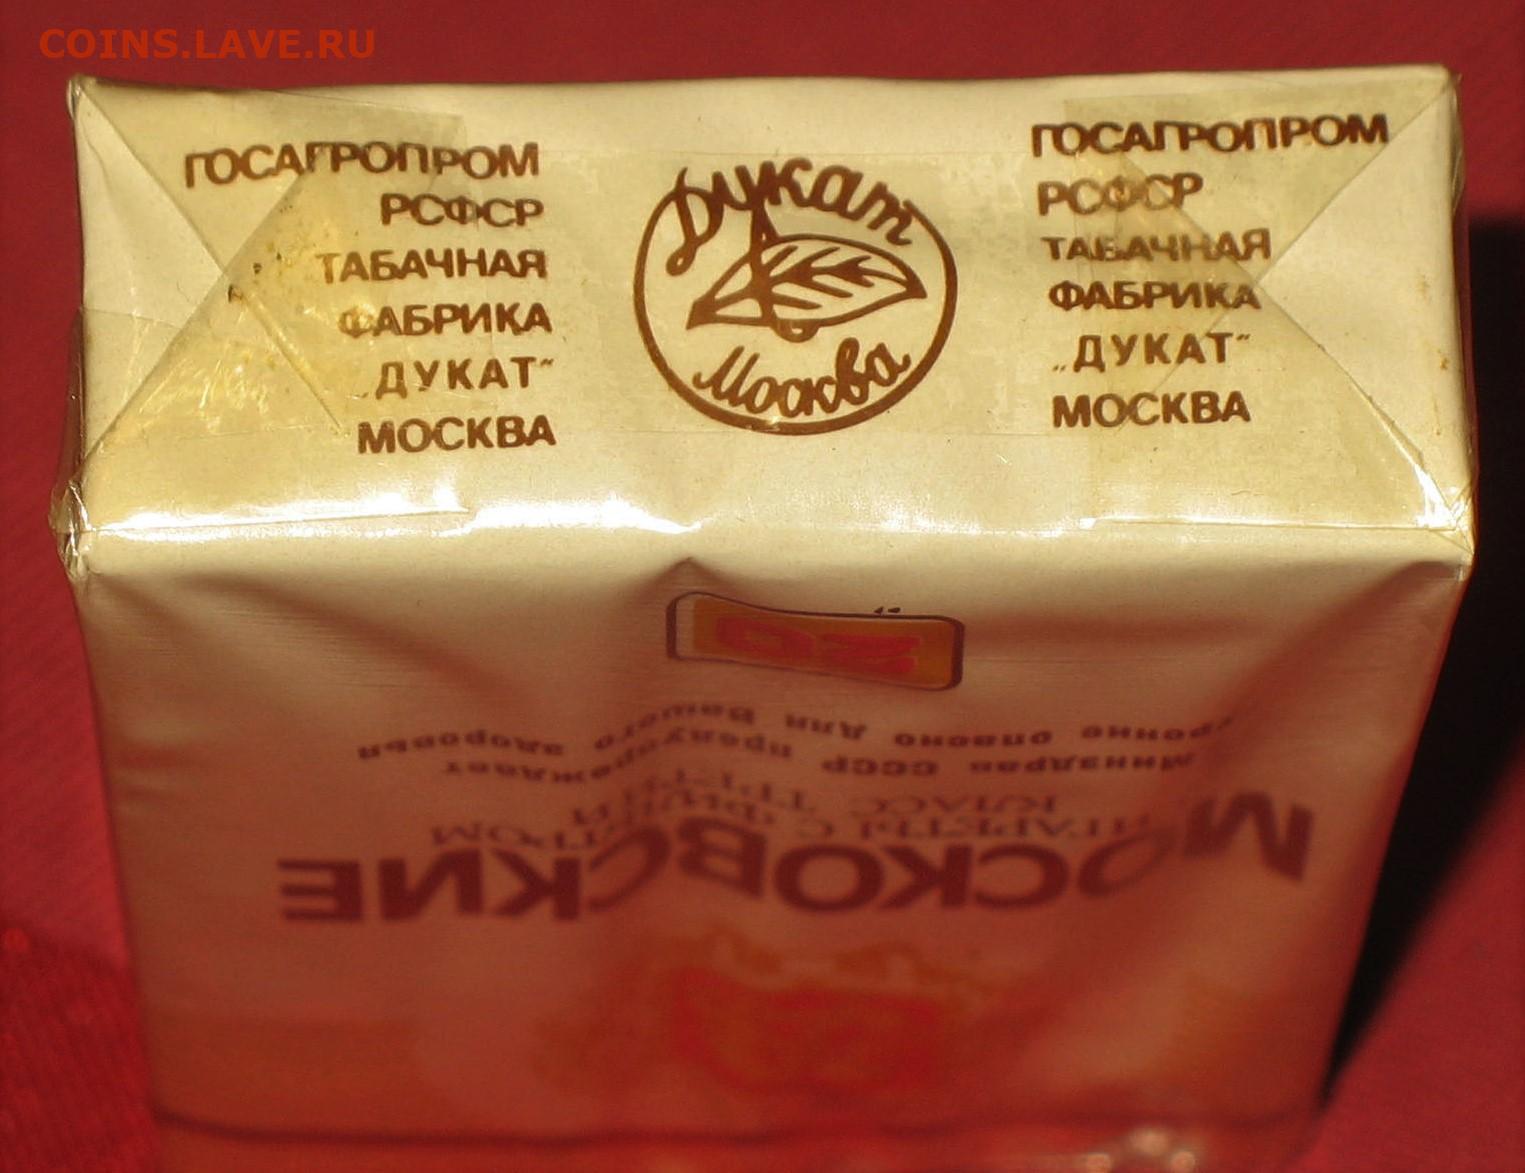 COINS.LAVE.RU
ГОСАГРОПРОМ
РСФСР
ТАБАЧНАЯ
ФАБРИКА
„ДУКАТ“
МОСКВА
Дукат
Москва
ГОСАГРОПРОМ
РСФСР
ТАБАЧНАЯ
ФАБРИКА
„ДУКАТ“
МОСКВА
МОСКОВСКИЕ
СИГАРЕТЫ С ФИЛЬТРОМ
КЛАСС ТРЕТИЙ
Минздрав СССР предупреждает
курение опасно для Вашего здоровья
20